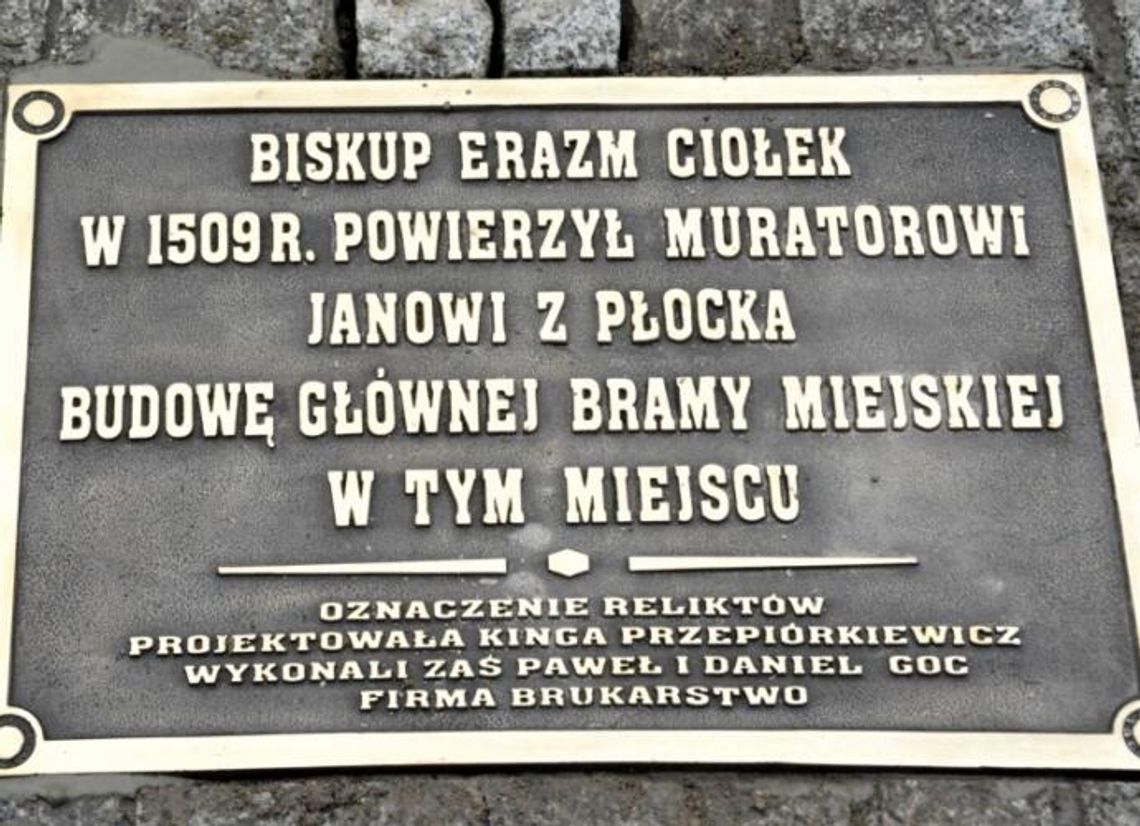 BISKUP ERAZM CIOŁEK
W 1509 R. POWIERZYŁ MURATOROWI
JANOWI Z PŁOCKA
BUDOWĘ GŁÓWNEJ BRAMY MIEJSKIEJ
W TYM MIEJSCU
OZNACZENIE RELIKTÓW
PROJEKTOWAŁA KINGA PRZEPIÓRKIEWICZ
WYKONALI ZAŚ PAWEŁ I DANIEL GOC
FIRMA BRUKARSTWO